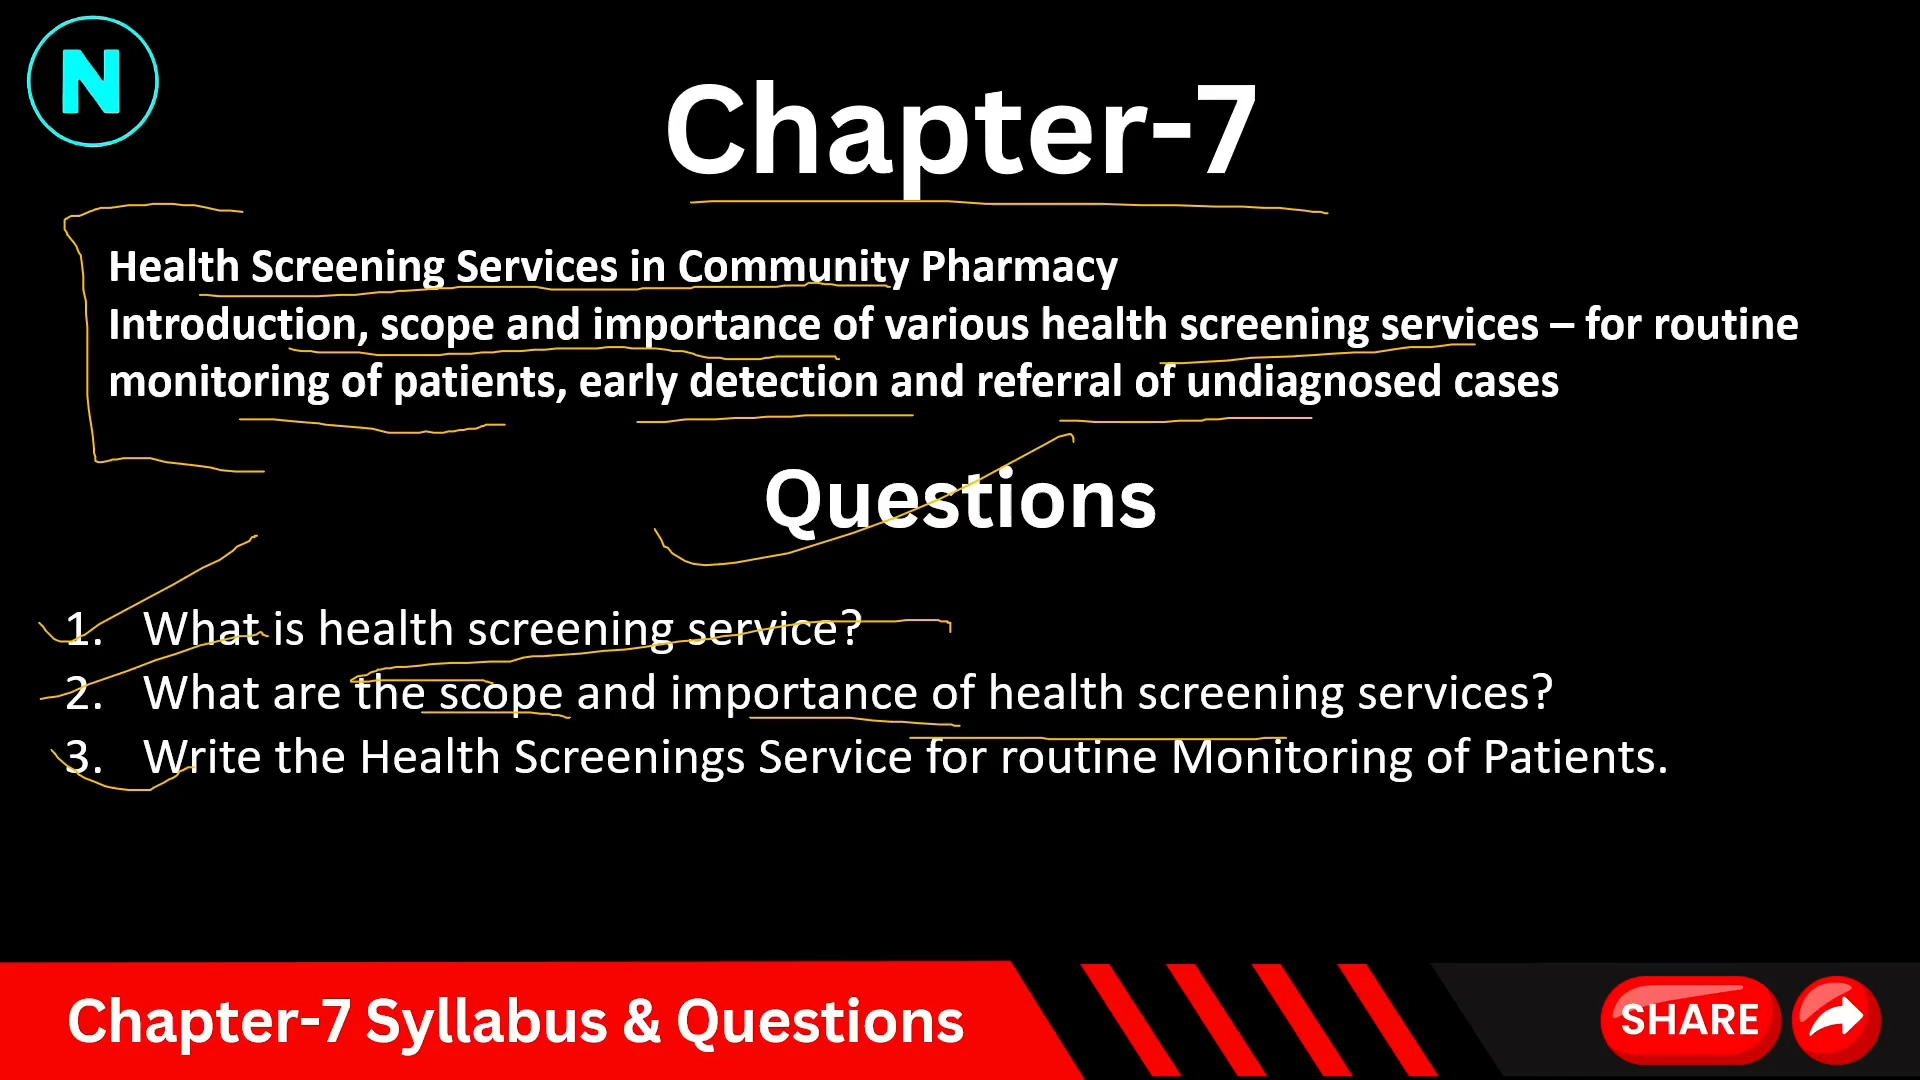 N
Chapter-7
Health Screening Services in Community Pharmacy
Introduction, scope and importance of various health screening services – for routine
monitoring of patients, early detection and referral of undiagnosed cases
Questions
1. What is health screening service?
2. What are the scope and importance of health screening services?
3. Write the Health Screenings Service for routine Monitoring of Patients.
Chapter-7 Syllabus & Questions
SHARE